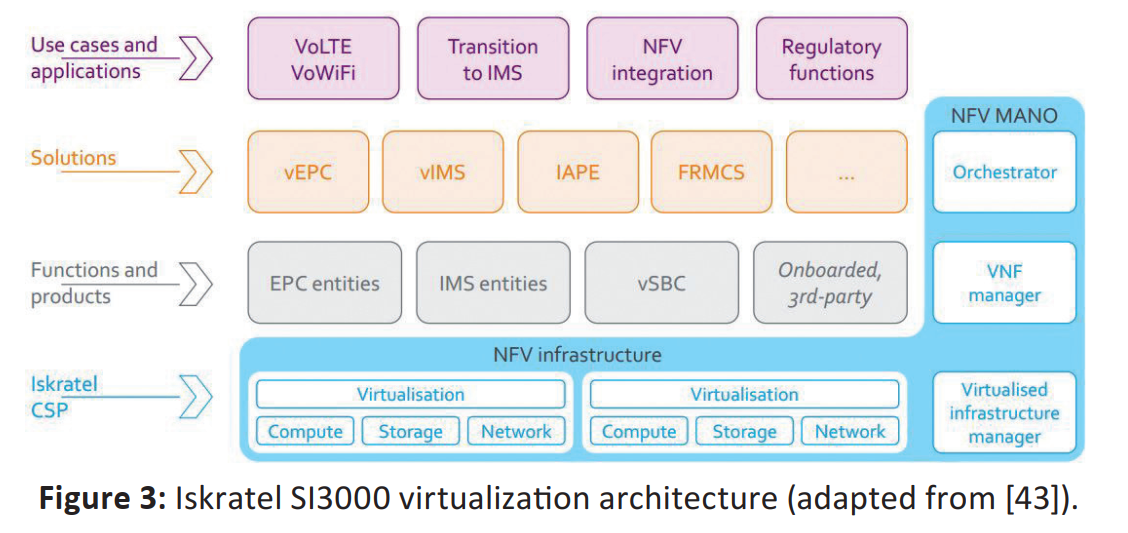 Use cases and
applications
VoLTE
VoWiFi
Transition
to IMS
NFV
integration
Regulatory
functions
NFV MANO
Solutions
vEPC
vIMS
IAPE
FRMCS
...
Orchestrator
Functions and
products
EPC entities
IMS entities
vSBC
Onboarded,
3rd-party
VNF
manager
NFV infrastructure
Iskratel
CSP
Virtualisation
Compute
Storage
Network
Virtualisation
Compute
Storage
Network
Virtualised
infrastructure
manager
Figure 3: Iskratel SI3000 virtualization architecture (adapted from [43]).